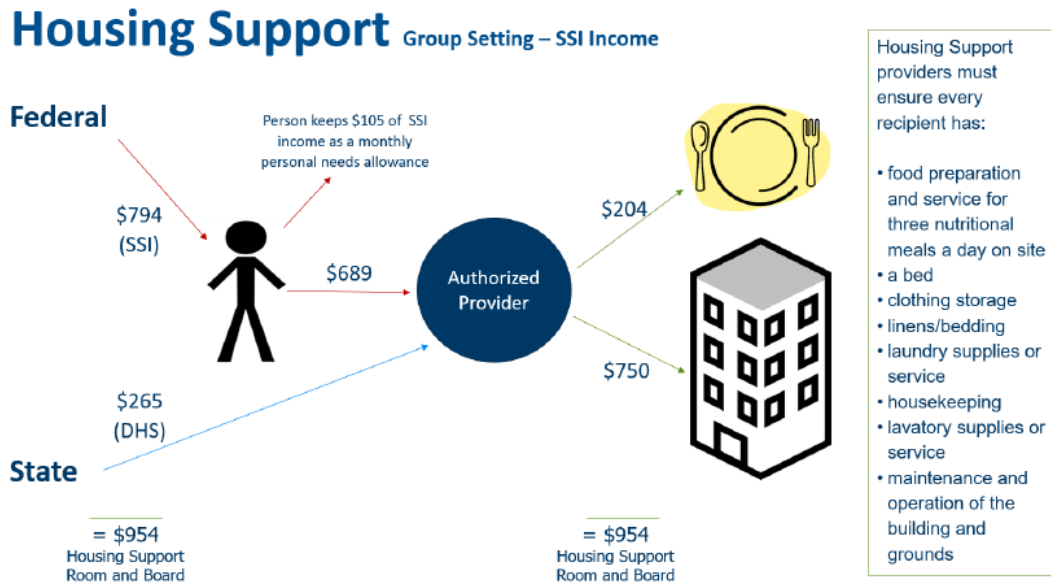 Housing Support Group Setting – SSI Income
Federal
Person keeps $105 of SSI
income as a monthly
personal needs allowance
$794
(SSI)
$689
Authorized
Provider
$204
$750
$265
(DHS)
State
= $954
Housing Support
Room and Board
= $954
Housing Support
Room and Board
Housing Support
providers must
ensure every
recipient has:
• food preparation
and service for
three nutritional
meals a day on site
• a bed
• clothing storage
• linens/bedding
• laundry supplies or
service
• housekeeping
• lavatory supplies or
service
• maintenance and
operation of the
building and
grounds